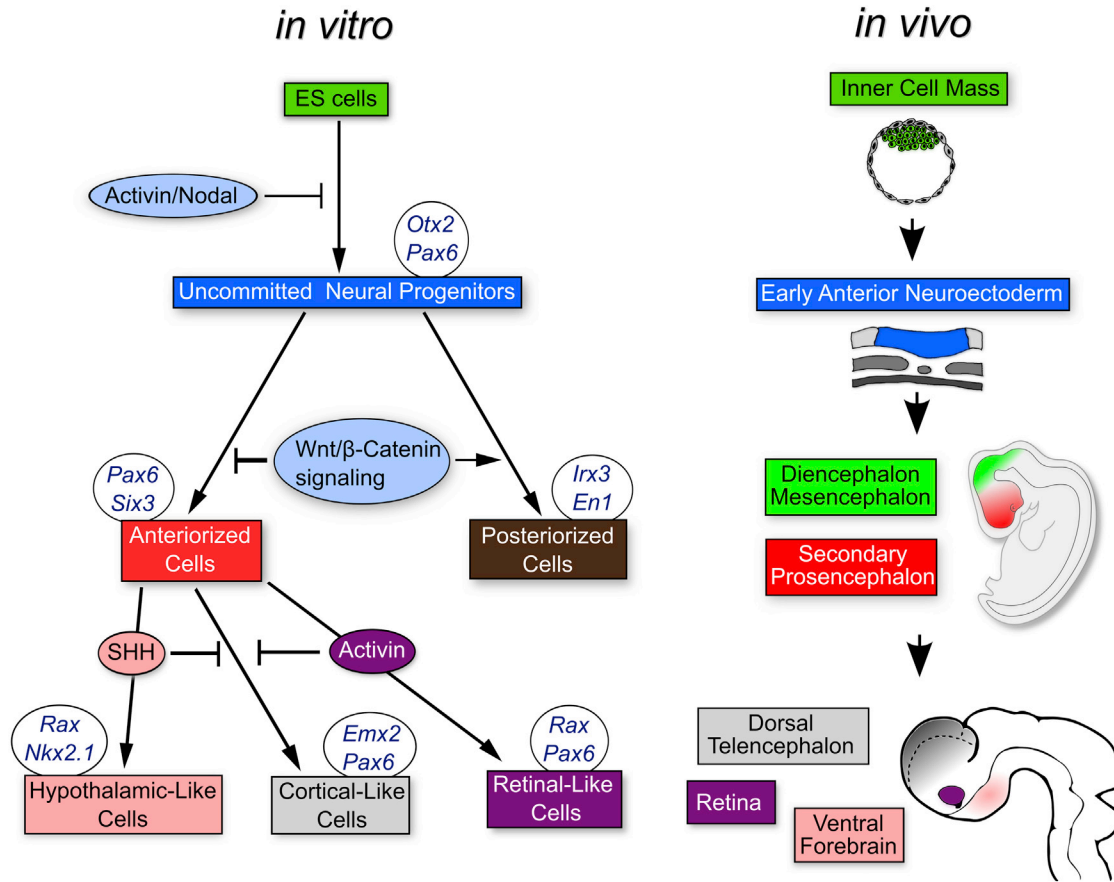 in vitro
ES cells
Activin/Nodal
Otx2
Pax6
Uncommitted Neural Progenitors
Wnt/β-Catenin
signaling
Pax6
Six3
Irx3
En1
Anteriorized
Cells
Posteriorized
Cells
SHH
Activin
Rax
Nkx2.1
Emx2
Pax6
Rax
Pax6
Hypothalamic-Like
Cells
Cortical-Like
Cells
Retinal-Like
Cells
in vivo
Inner Cell Mass
Early Anterior Neuroectoderm
Diencephalon
Mesencephalon
Secondary
Prosencephalon
Dorsal
Telencephalon
Retina
Ventral
Forebrain